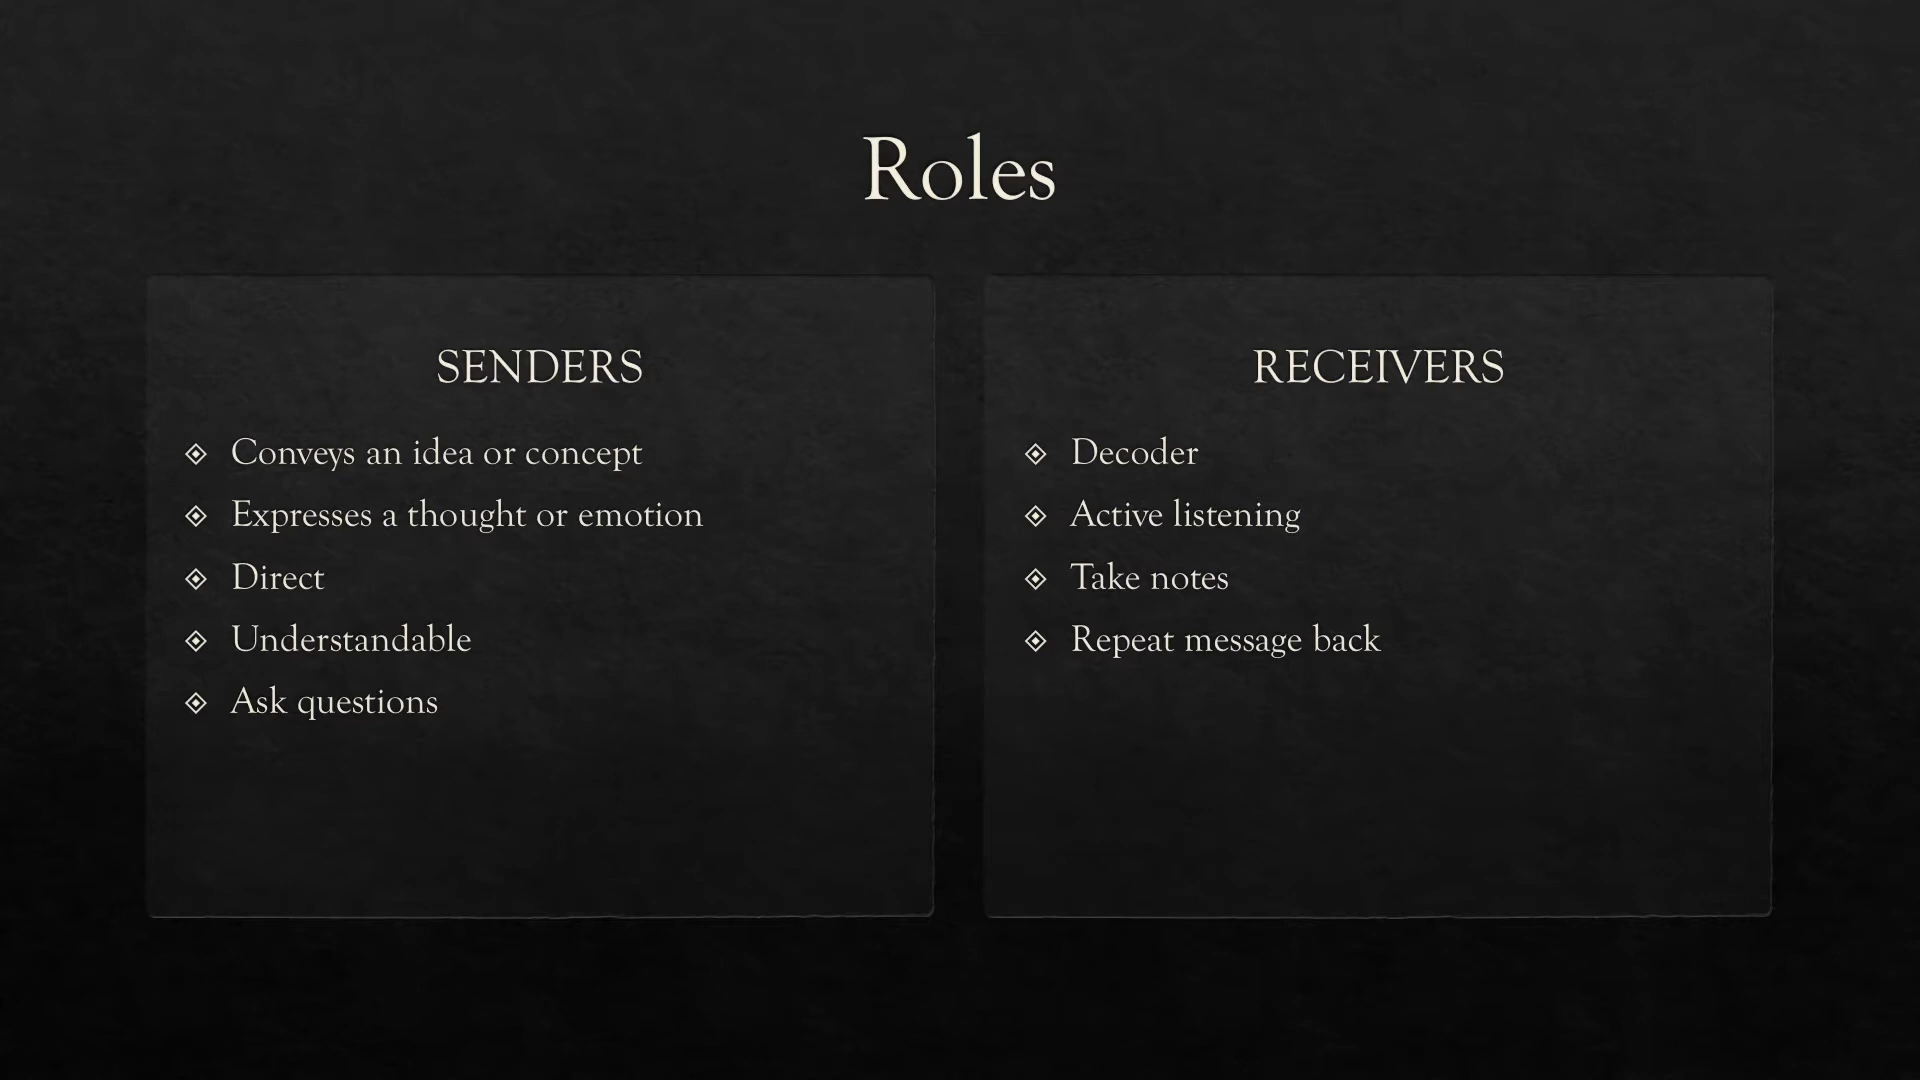 Roles
SENDERS
Conveys an idea or concept
Expresses a thought or emotion
Direct
Understandable
Ask questions
RECEIVERS
Decoder
Active listening
Take notes
Repeat message back